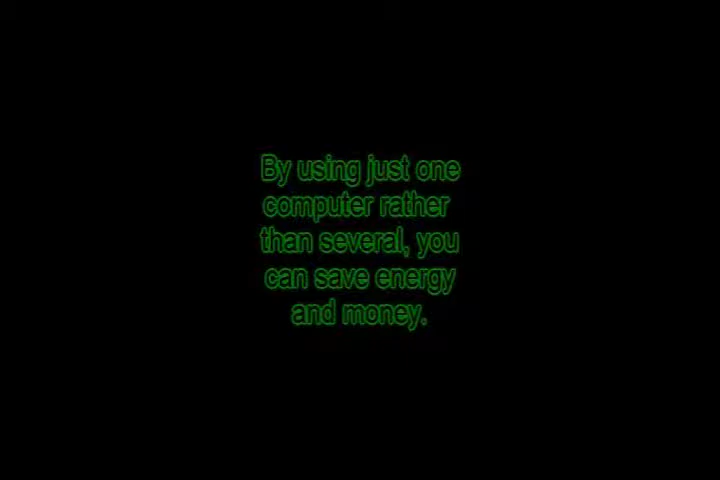 By using just one
computer rather
than several, you
can save energy
and money.